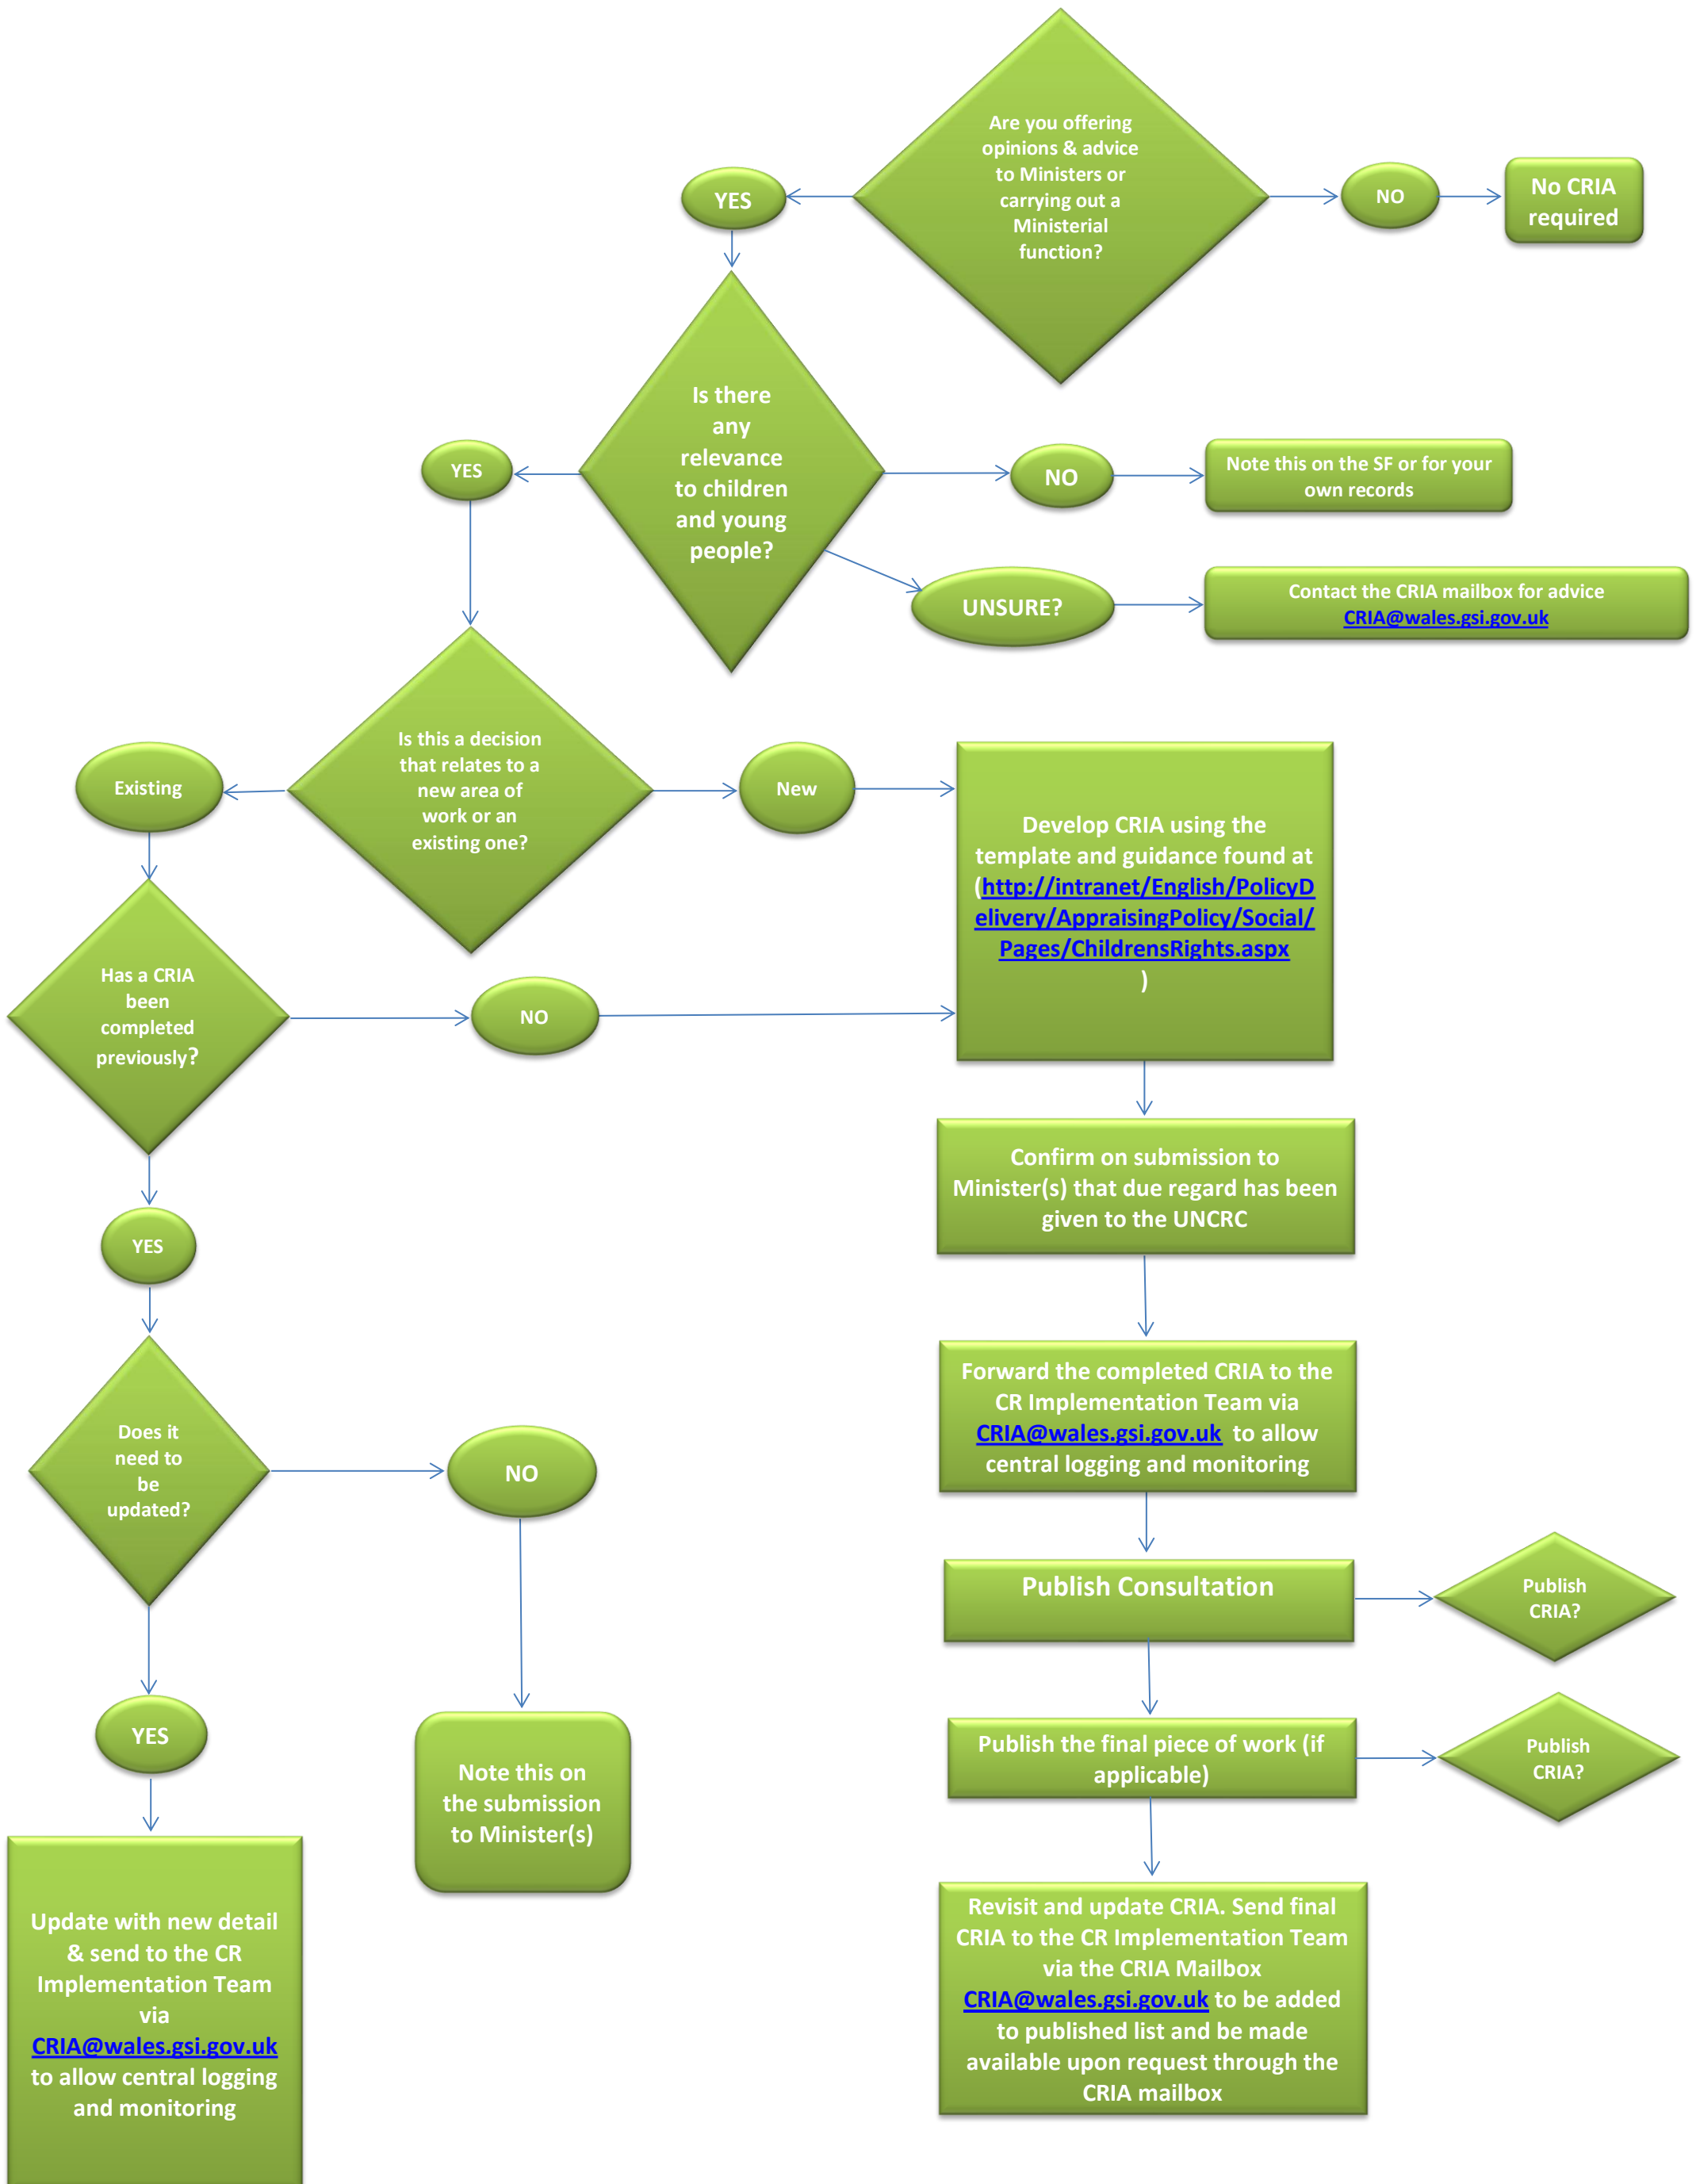 Are you offering
opinions & advice
to Ministers or
carrying out a
Ministerial
function?
YES
NO
No CRIA
required
Is there
any
relevance
to children
and young
people?
YES
NO
Note this on the SF or for your
own records
UNSURE?
Contact the CRIA mailbox for advice
CRIA@wales.gsi.gov.uk
Is this a decision
that relates to a
new area of
work or an
existing one?
Existing
New
Develop CRIA using the
template and guidance found at
(http://intranet/English/PolicyD
elivery/AppraisingPolicy/Social/
Pages/ChildrensRights.aspx
)
Has a CRIA
been
completed
previously?
NO
Confirm on submission to
Minister(s) that due regard has been
given to the UNCRC
YES
Forward the completed CRIA to the
CR Implementation Team via
CRIA@wales.gsi.gov.uk to allow
central logging and monitoring
Does it
need to
be
updated?
NO
Publish Consultation
Publish
CRIA?
YES
Note this on
the submission
to Minister(s)
Publish the final piece of work (if
applicable)
Publish
CRIA?
Update with new detail
& send to the CR
Implementation Team
via
CRIA@wales.gsi.gov.uk
to allow central logging
and monitoring
Revisit and update CRIA. Send final
CRIA to the CR Implementation Team
via the CRIA Mailbox
CRIA@wales.gsi.gov.uk to be added
to published list and be made
available upon request through the
CRIA mailbox